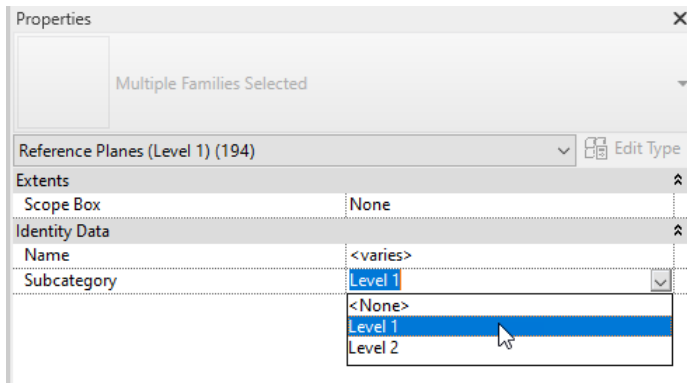 Properties
Multiple Families Selected
Reference Planes (Level 1) (194)
Edit Type
Extents
Scope Box None
Identity Data
Name <varies>
Subcategory Level 1
<None>
Level 1
Level 2